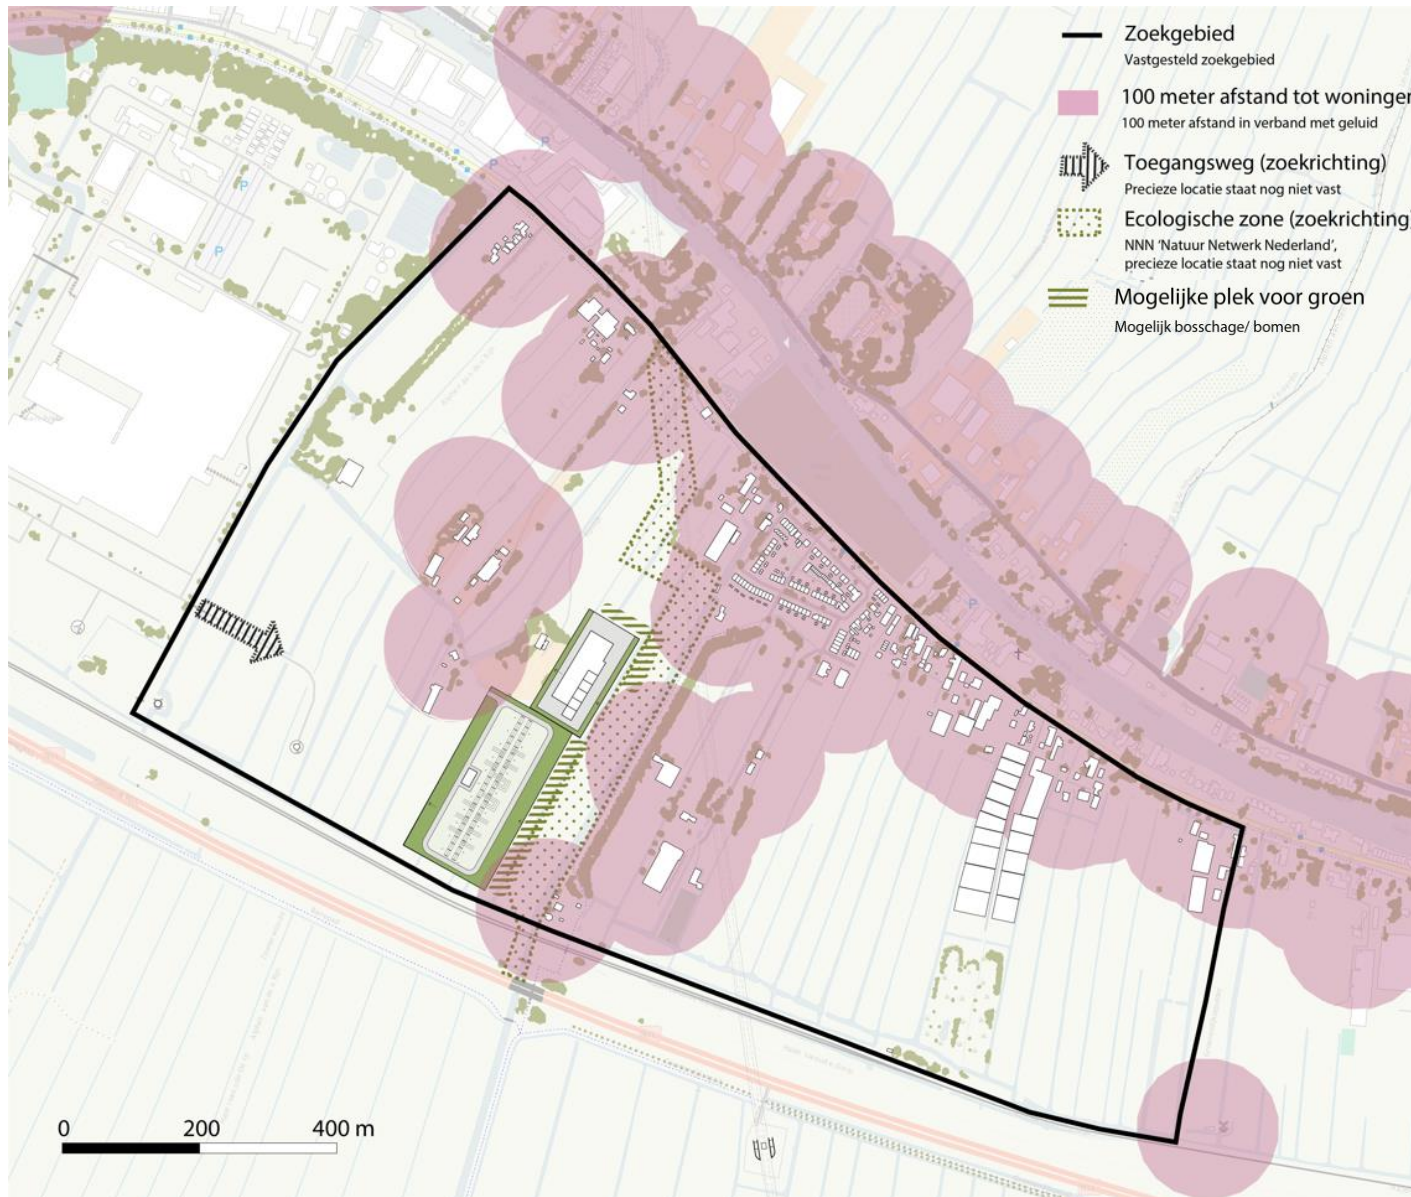 Zoekgebied
Vastgesteld zoekgebied
100 meter afstand tot woningen
100 meter afstand in verband met geluid
Toegangsweg (zoekrichting)
Precieze locatie staat nog niet vast
Ecologische zone (zoekrichting)
NNN 'Natuur Netwerk Nederland',
precieze locatie staat nog niet vast
Mogelijke plek voor groen
Mogelijk bosschage/ bomen
P
P
P
P
P
0 200 400 m